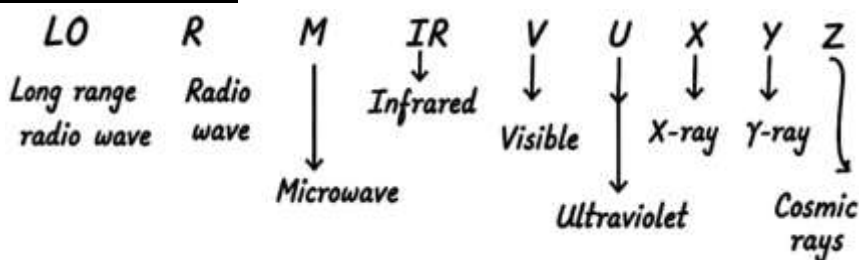 LO R M IR V U X Y Z
Long range
radio wave
Radio
wave
Microwave
Infrared
Visible
Ultraviolet
X-ray
γ-ray
Cosmic
rays